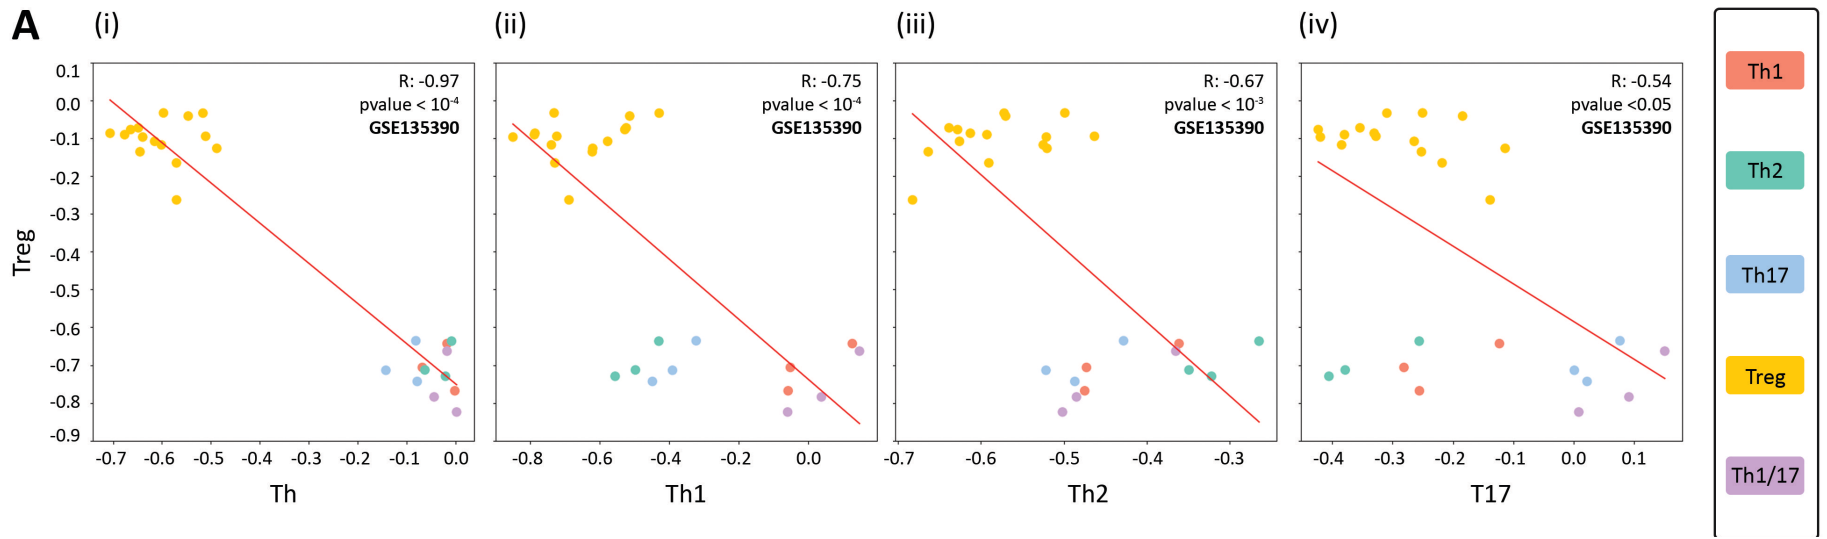 A
(i)
(ii)
(iii)
(iv)
Treg
0.1
0.0
-0.1
-0.2
-0.3
-0.4
-0.5
-0.6
-0.7
-0.8
-0.9
R: -0.97
pvalue < 10-4
GSE135390
-0.7 -0.6 -0.5 -0.4 -0.3 -0.2 -0.1 0.0
Th
R: -0.75
pvalue < 10-4
GSE135390
-0.8 -0.6 -0.4 -0.2 0.0
Th1
R: -0.67
pvalue < 10-3
GSE135390
-0.7 -0.6 -0.5 -0.4 -0.3
Th2
R: -0.54
pvalue <0.05
GSE135390
-0.4 -0.3 -0.2 -0.1 0.0 0.1
T17
Th1
Th2
Th17
Treg
Th1/17